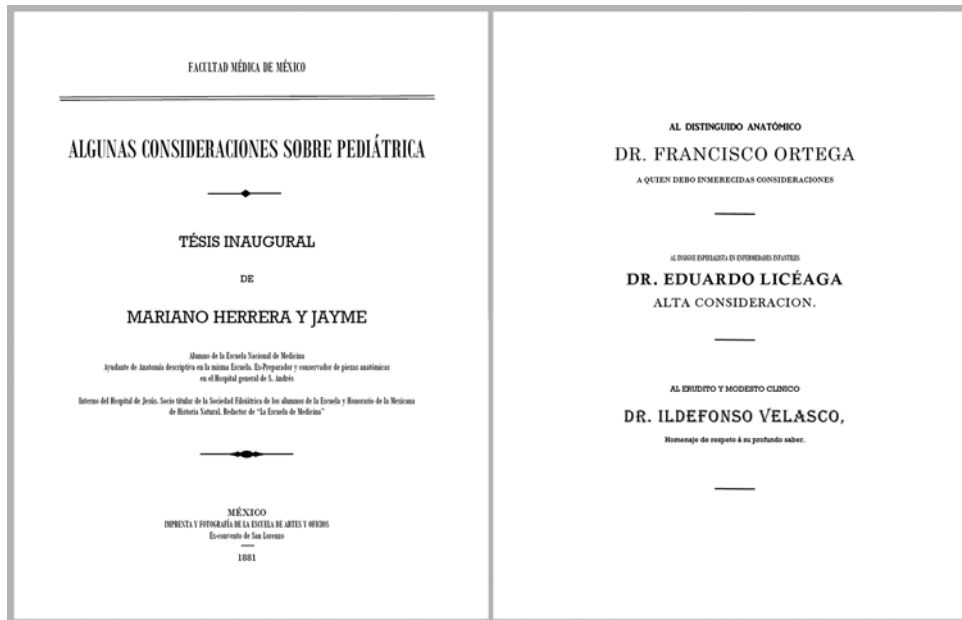 FACULTAD MÉDICA DE MÉXICO
ALGUNAS CONSIDERACIONES SOBRE PEDIÁTRICA
TÉSIS INAUGURAL
DE
MARIANO HERRERA Y JAYME
Alumno de la Escuela Nacional de Medicina
Ayudante de Anatomía descriptiva en la misma Escuela. Ex-Preparador y conservador de piezas anatómicas
en el Hospital general de S. Andrés
Interno del Hospital de Jesús. Socio titular de la Sociedad Filoiátrica de los alumnos de la Escuela y Honorario de la Mexicana
de Historia Natural. Redactor de "La Escuela de Medicina"
MÉXICO
IMPRENTA Y FOTOGRAFÍA DE LA ESCUELA DE ARTES Y OFICIOS
Ex-convento de San Lorenzo
1881
AL DISTINGUIDO ANATÓMICO
DR. FRANCISCO ORTEGA
A QUIEN DEBO INMERECIDAS CONSIDERACIONES
AL INSIGNE ESPECIALISTA EN ENFERMEDADES INFANTILES
DR. EDUARDO LICÉAGA
ALTA CONSIDERACION.
AL ERUDITO Y MODESTO CLINICO
DR. ILDEFONSO VELASCO,
Homenaje de respeto á su profundo saber.